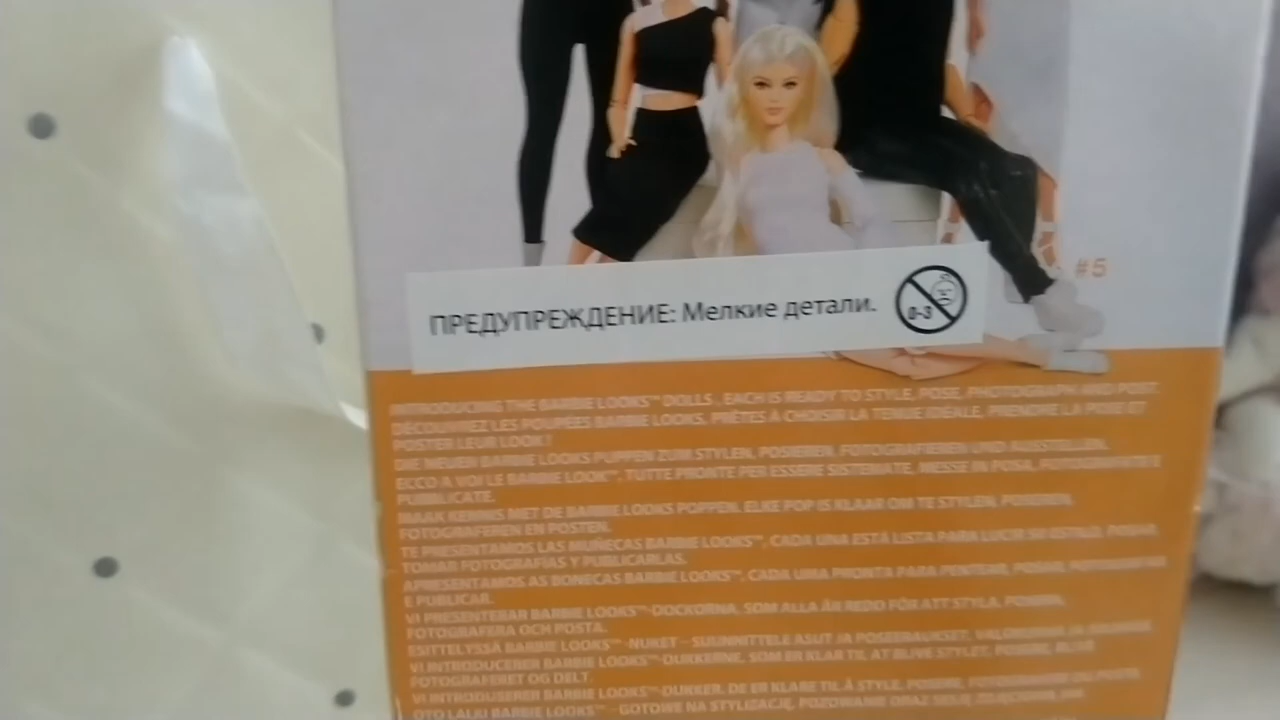 #5
ПРЕДУПРЕЖДЕНИЕ: Мелкие детали.
0-3
INTRODUCING THE BARBIE LOOKS™ DOLLS. EACH IS READY TO STYLE, POSE, PHOTOGRAPH AND POST.
DÉCOUVREZ LES POUPÉES BARBIE LOOKS, PRÊTES À CHOISIR LA TENUE IDÉALE, PRENDRE LA POSE ET
POSTER LEUR LOOK !
DIE NEUEN BARBIE LOOKS PUPPEN ZUM STYLEN, POSIEREN, FOTOGRAFIEREN UND AUSSTELLEN.
ECCO A VOI LE BARBIE LOOK™, TUTTE PRONTE PER ESSERE SISTEMATE, MESSE IN POSA, FOTOGRAFATE E
PUBBLICATE.
MAAK KENNIS MET DE BARBIE LOOKS POPPEN. ELKE POP IS KLAAR OM TE STYLEN, POSEREN,
FOTOGRAFEREN EN POSTEN.
TE PRESENTAMOS LAS MUÑECAS BARBIE LOOKS™, CADA UNA ESTÁ LISTA PARA LUCIR SU ESTILO, POSAR,
TOMAR FOTOGRAFÍAS Y PUBLICARLAS.
APRESENTAMOS AS BONECAS BARBIE LOOKS™, CADA UMA PRONTA PARA PENTEAR, POSAR, FOTOGRAFAR
E PUBLICAR.
VI PRESENTERAR BARBIE LOOKS™-DOCKORNA, SOM ALLA ÄR REDO FÖR ATT STYLA, POSERA,
FOTOGRAFERA OCH POSTA.
ESITTELYSSÄ BARBIE LOOKS™ -NUKET – SUUNNITTELE ASUT JA POSEERAUKSET, VALOKUVAA JA
VI INTRODUCERER BARBIE LOOKS™-DUKKERNE, SOM ER KLAR TIL AT BLIVE STYLET, POSERE, BLIVE
FOTOGRAFERET OG DELT.
VI INTRODUSERER BARBIE LOOKS™-DUKKER. DE ER KLARE TIL Å STYLE, POSERE, FOTOGRAFERE OG POSTE.
OTO LALKI BARBIE LOOKS™ – GOTOWE NA STYLIZACJĘ, POZOWANIE ORAZ